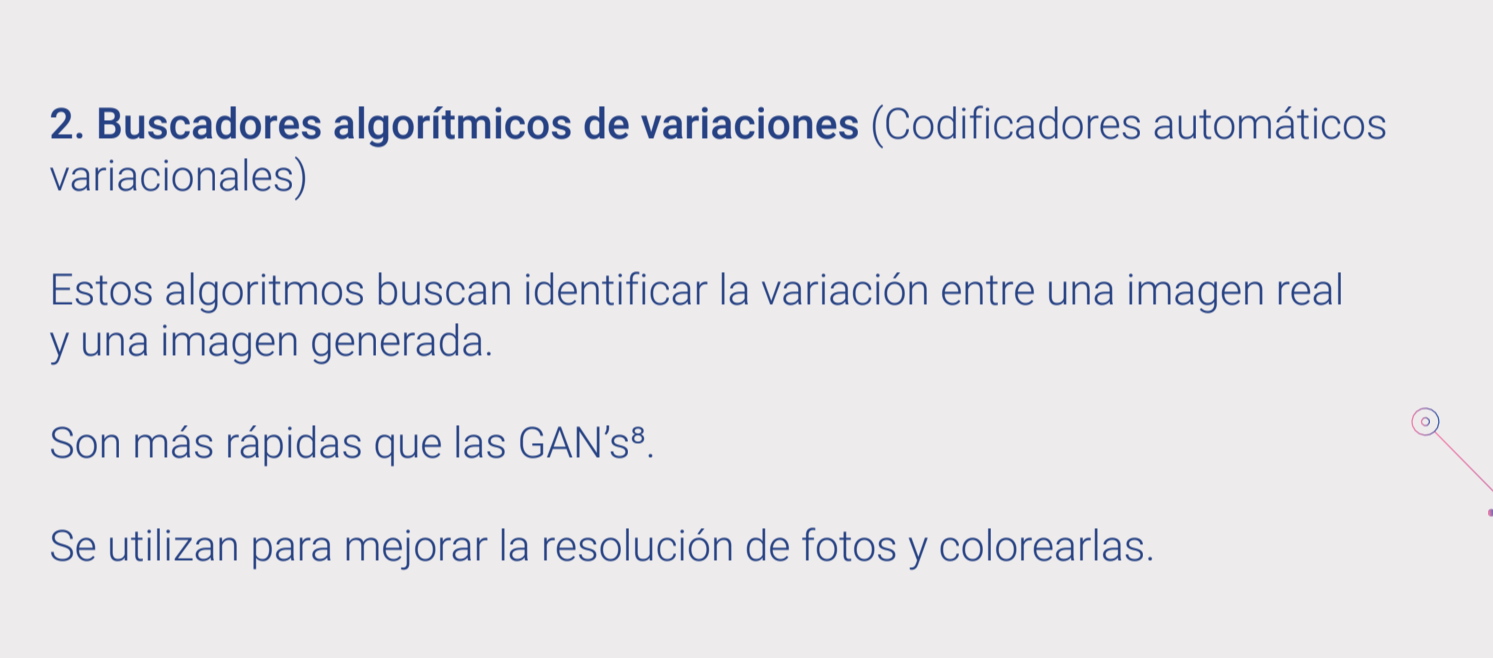 2. Buscadores algorítmicos de variaciones (Codificadores automáticos
variacionales)
Estos algoritmos buscan identificar la variación entre una imagen real
y una imagen generada.
Son más rápidas que las GAN’s⁸.
Se utilizan para mejorar la resolución de fotos y colorearlas.